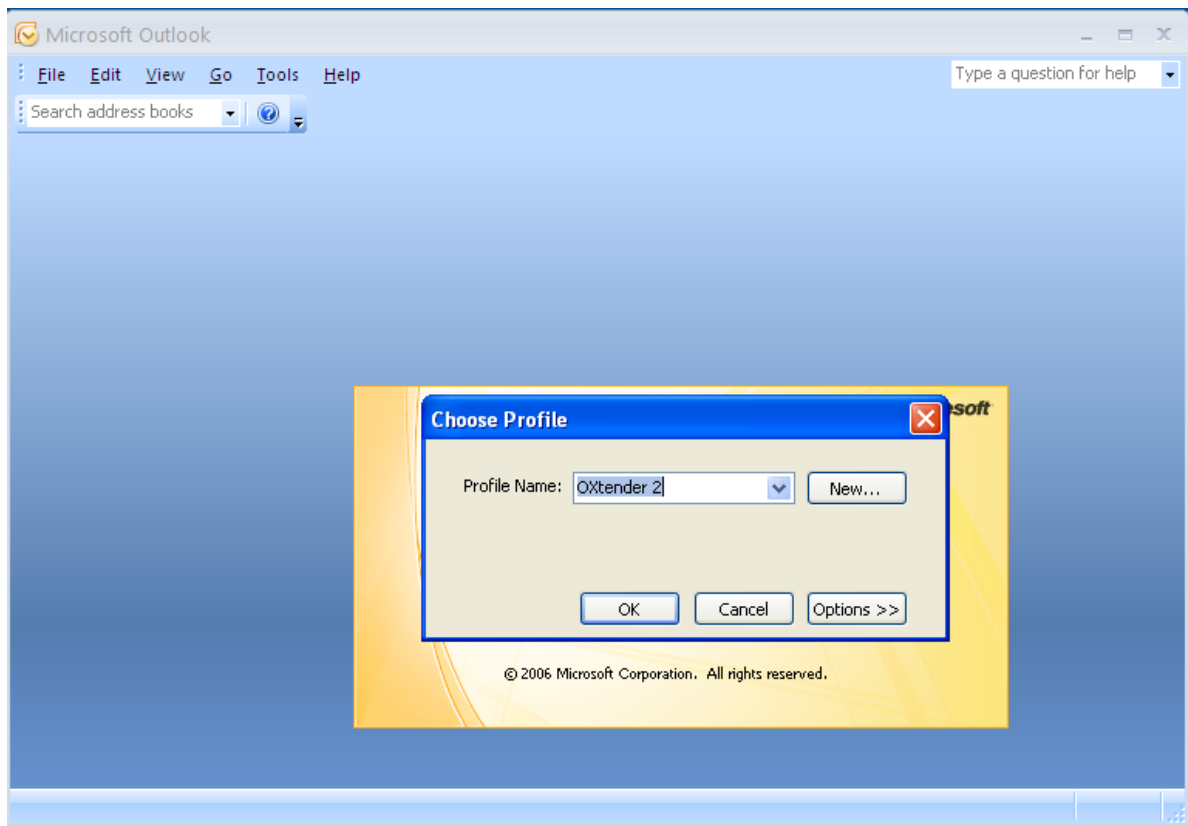 Microsoft Outlook
File Edit View Go Tools Help
Type a question for help
Search address books
Choose Profile
Profile Name: OXtender 2 New...
OK Cancel Options >>
© 2006 Microsoft Corporation. All rights reserved.